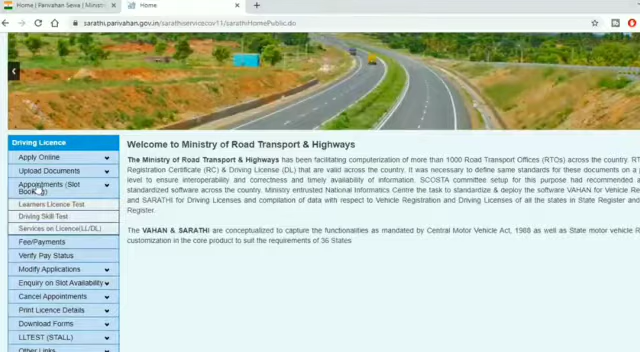 Home | Parivahan Sewa | Ministr
Home
sarathi.parivahan.gov.in/sarathiservicecov13/sarathiHomePublic.do
Driving Licence
Apply Online
Upload Documents
Appointments (Slot
Learners Licence Test
Driving Skill Test
Services on Licence(LL/DL)
Fee/Payments
Verify Pay Status
Modify Applications
Enquiry on Slot Availability
Cancel Appointments
Print Licence Details
Download Forms
LLTEST (STALL)
Other Links
Welcome to Ministry of Road Transport & Highways
The Ministry of Road Transport & Highways has been facilitating computerization of more than 1000 Road Transport Offices (RTOs) across the country. RT
Registration Certificate (RC) & Driving License (DL) that are valid across the country. It was necessary to define same standards for these documents on a
level to ensure interoperability and correctness and timely availability of information. SCOSTA committee setup for this purpose had recommended a
standardized software across the country. Ministry entrusted National Informatics Centre the task to standardize & deploy the software VAHAN for Vehicle Re
and SARATHI for Driving Licenses and compilation of data with respect to Vehicle Registration and Driving Licenses of all the states in State Register and
Register.
The VAHAN & SARATHI are conceptualized to capture the functionalities as mandated by Central Motor Vehicle Act, 1988 as well as State motor vehicle R
customization in the core product to suit the requirements of 36 States